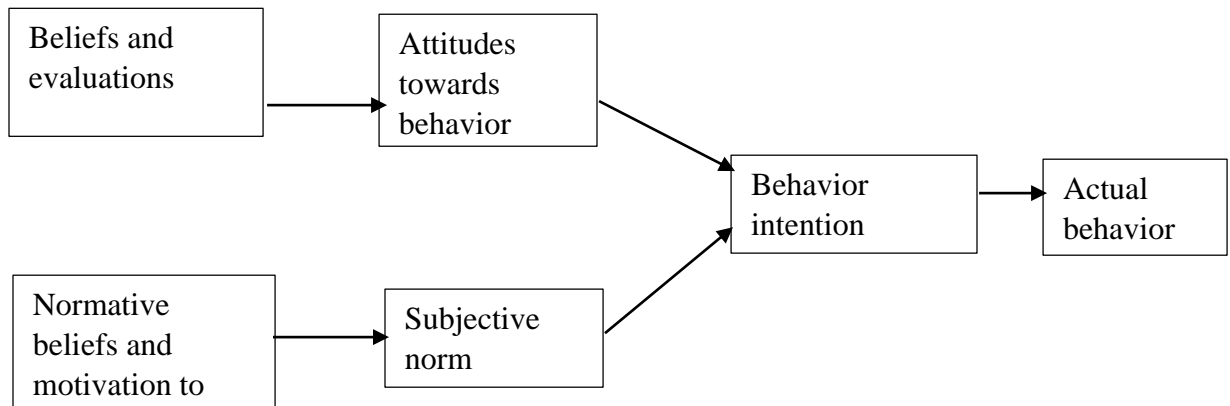 Beliefs and
evaluations
Attitudes
towards
behavior
Behavior
intention
Actual
behavior
Normative
beliefs and
motivation to
Subjective
norm